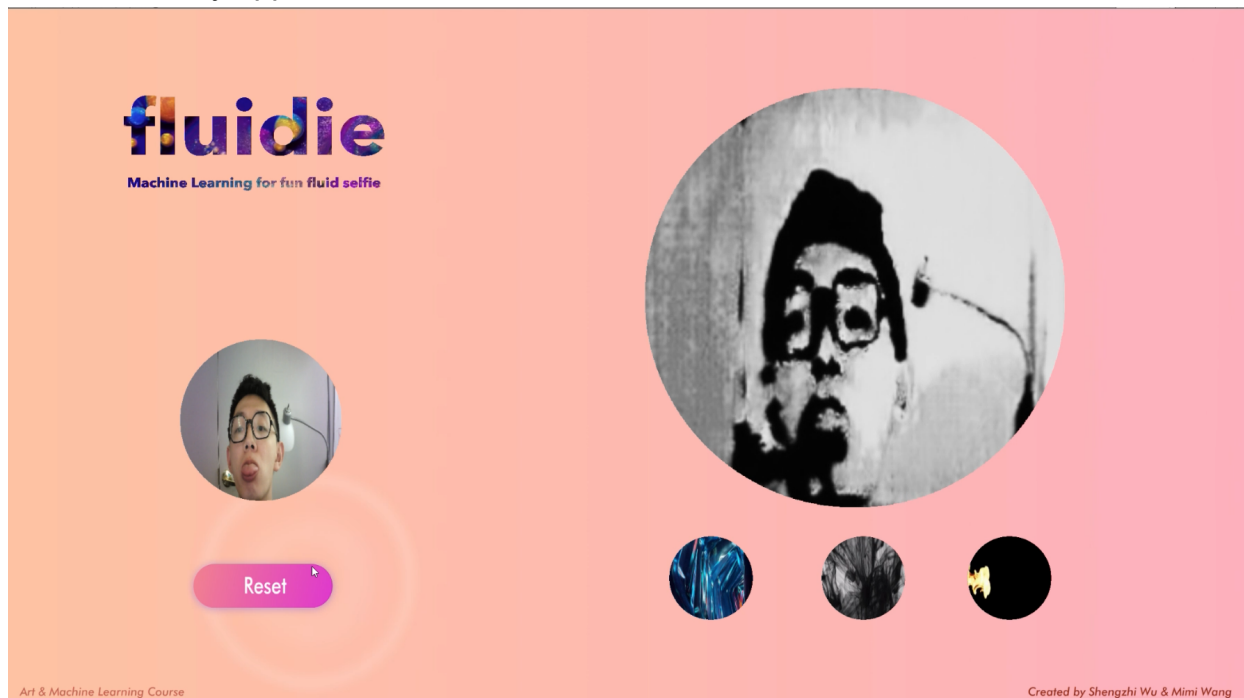 fluidie
Machine Learning for fun fluid selfie
Reset
Art & Machine Learning Course
Created by Shengzhi Wu & Mimi Wang